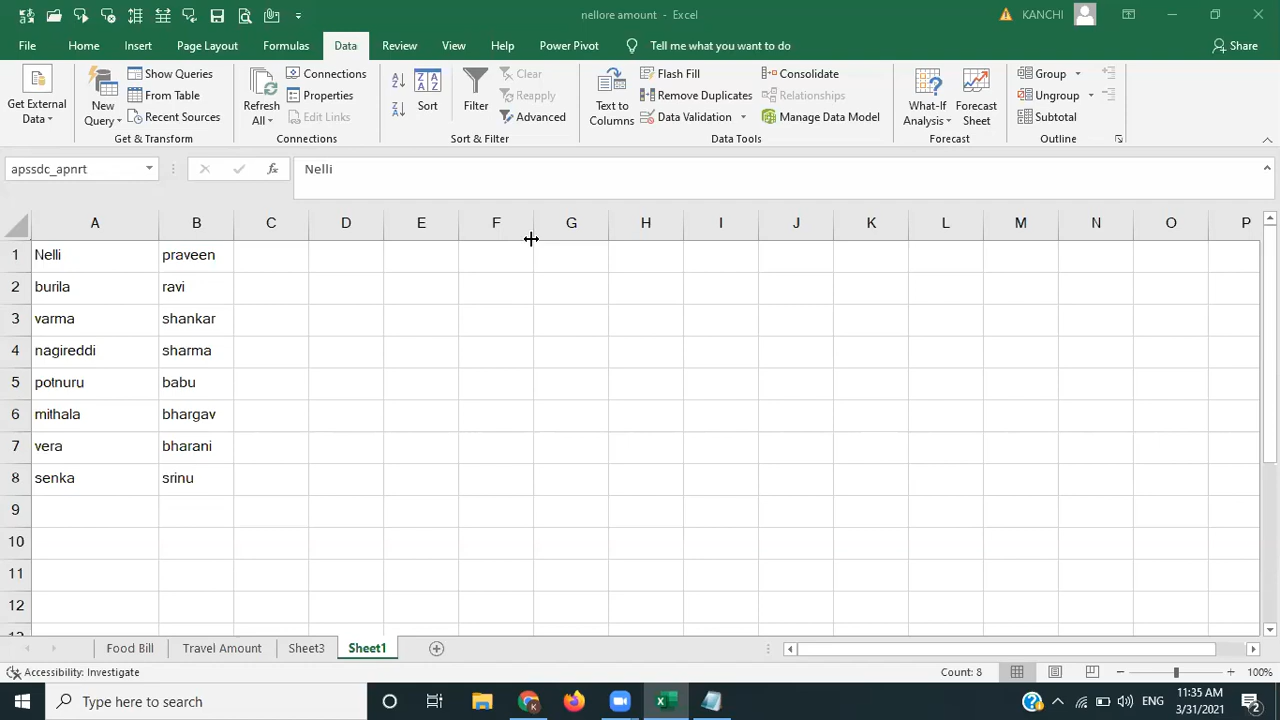 nellore amount - Excel
KANCHI
File Home Insert Page Layout Formulas Data Review View Help Power Pivot Tell me what you want to do Share
Get External Data
New Query
Show Queries
From Table
Recent Sources
Get & Transform
Refresh All
Connections
Properties
Edit Links
Connections
Sort
Filter
Clear
Reapply
Advanced
Sort & Filter
Text to Columns
Flash Fill
Remove Duplicates
Data Validation
Consolidate
Relationships
Manage Data Model
Data Tools
What-If Analysis
Forecast Sheet
Forecast
Group
Ungroup
Subtotal
Outline
apssdc_apnrt fx Nelli
A B C D E F G H I J K L M N O P
1 Nelli praveen
2 burila ravi
3 varma shankar
4 nagireddi sharma
5 potnuru babu
6 mithala bhargav
7 vera bharani
8 senka srinu
9
10
11
12
Food Bill Travel Amount Sheet3 Sheet1
Accessibility: Investigate Count: 8 100%
Type here to search ENG 11:35 AM
3/31/2021 2